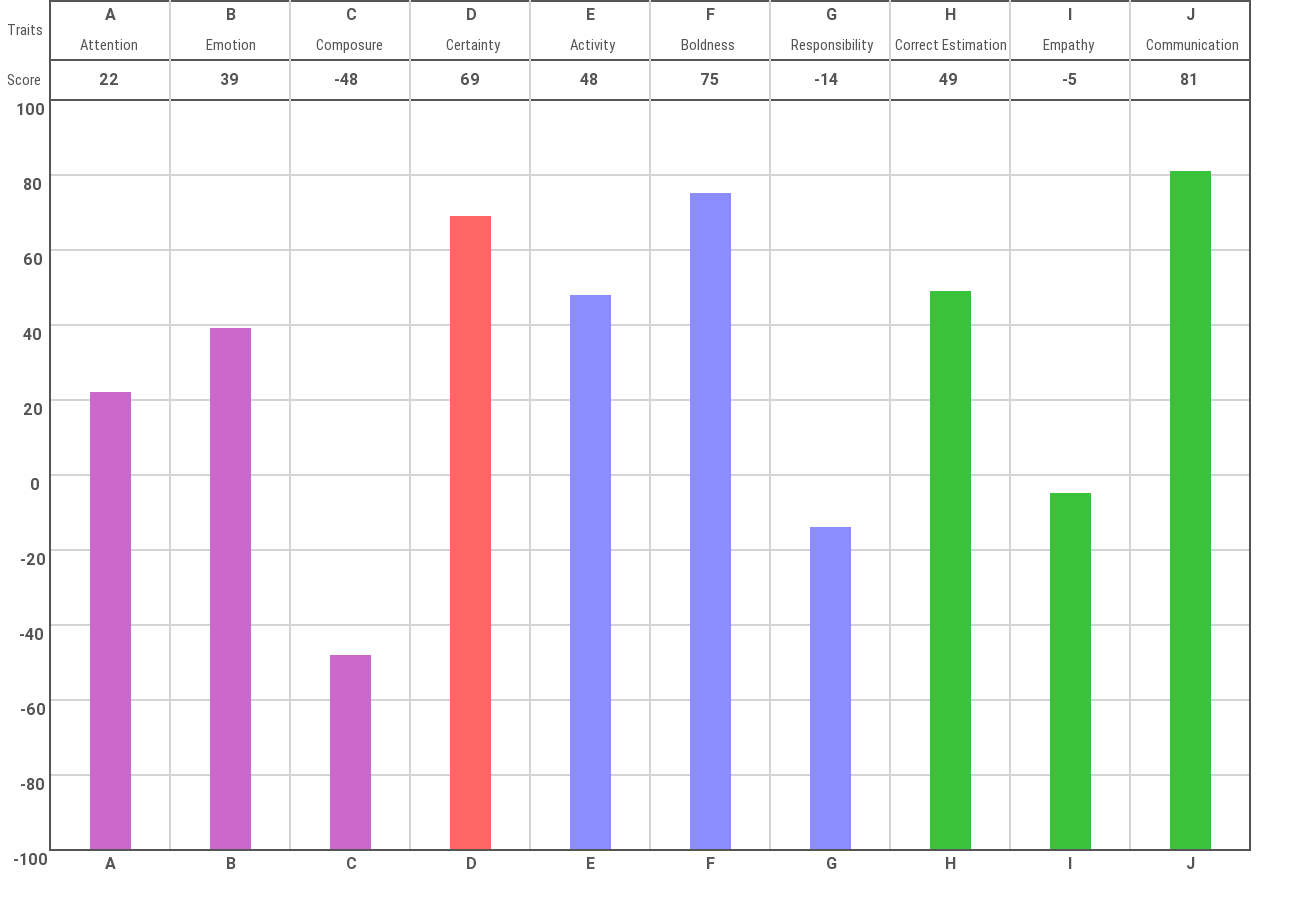 A B C D E F G H I J
Traits
Attention Emotion Composure Certainty Activity Boldness Responsibility Correct Estimation Empathy Communication
Score 22 39 -48 69 48 75 -14 49 -5 81
100
80
60
40
20
0
-20
-40
-60
-80
-100
A B C D E F G H I J